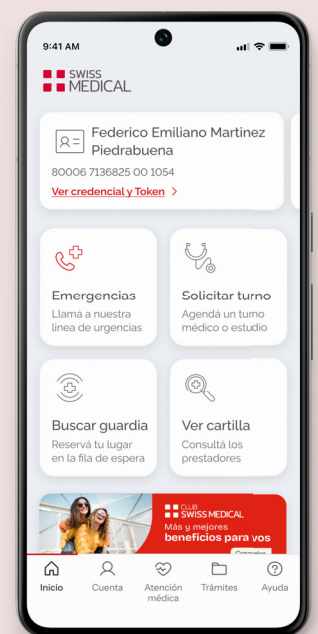 9:41 AM
SWISS
MEDICAL
Federico Emiliano Martinez
Piedrabuena
80006 7136825 00 1054
Ver credencial y Token >
Emergencias
Llamá a nuestra
linea de urgencias
Solicitar turno
Agendá un turno
médico o estudio
Buscar guardia
Reservá tu lugar
en la fila de espera
Ver cartilla
Consultá los
prestadores
CLUB
SWISS MEDICAL
Más y mejores
beneficios para vos
Conocelos
Inicio
Cuenta
Atención
médica
Trámites
Ayuda